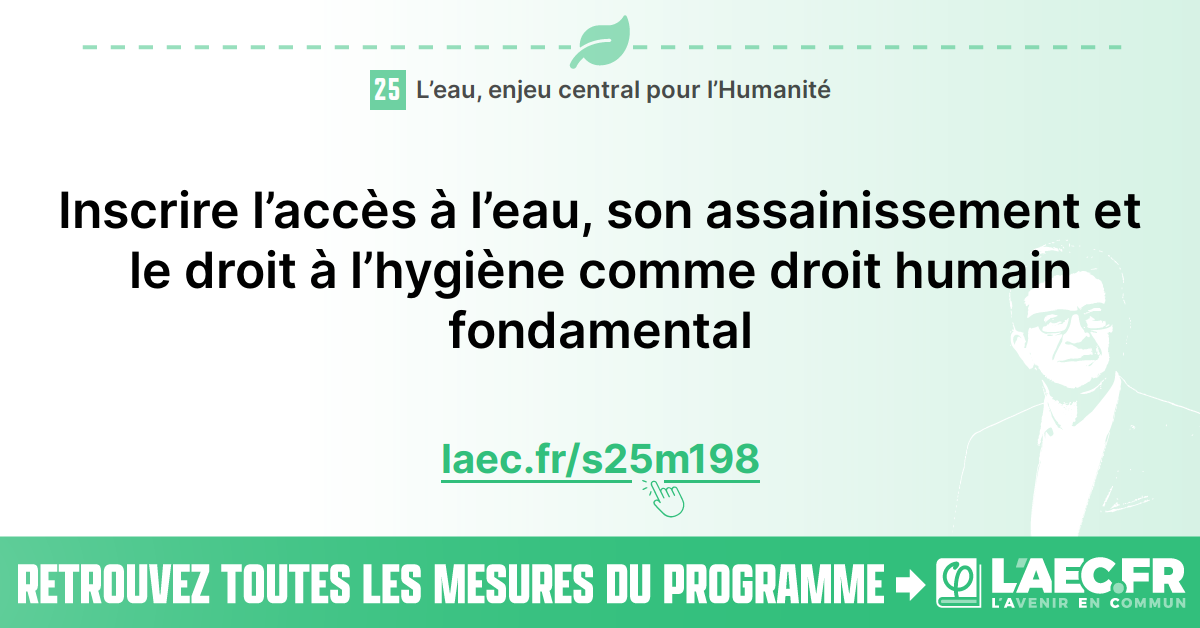 25 L’eau, enjeu central pour l’Humanité
Inscrire l’accès à l’eau, son assainissement et
le droit à l’hygiène comme droit humain
fondamental
laec.fr/s25m198
RETROUVEZ TOUTES LES MESURES DU PROGRAMME
φ L'AEC.FR
L'AVENIR EN COMMUN